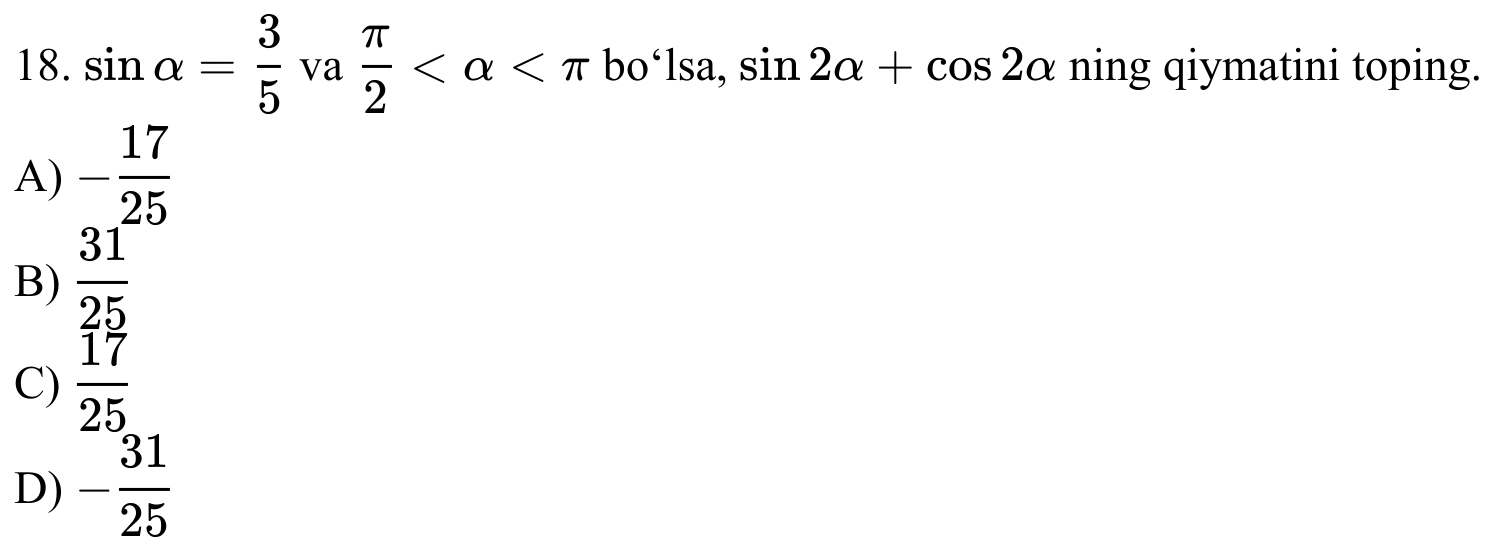 18. sin α = 3/5 va π/2 < α < π bo‘lsa, sin 2α + cos 2α ning qiymatini toping.
A) −17/25
B) 31/25
C) 17/25
D) −31/25